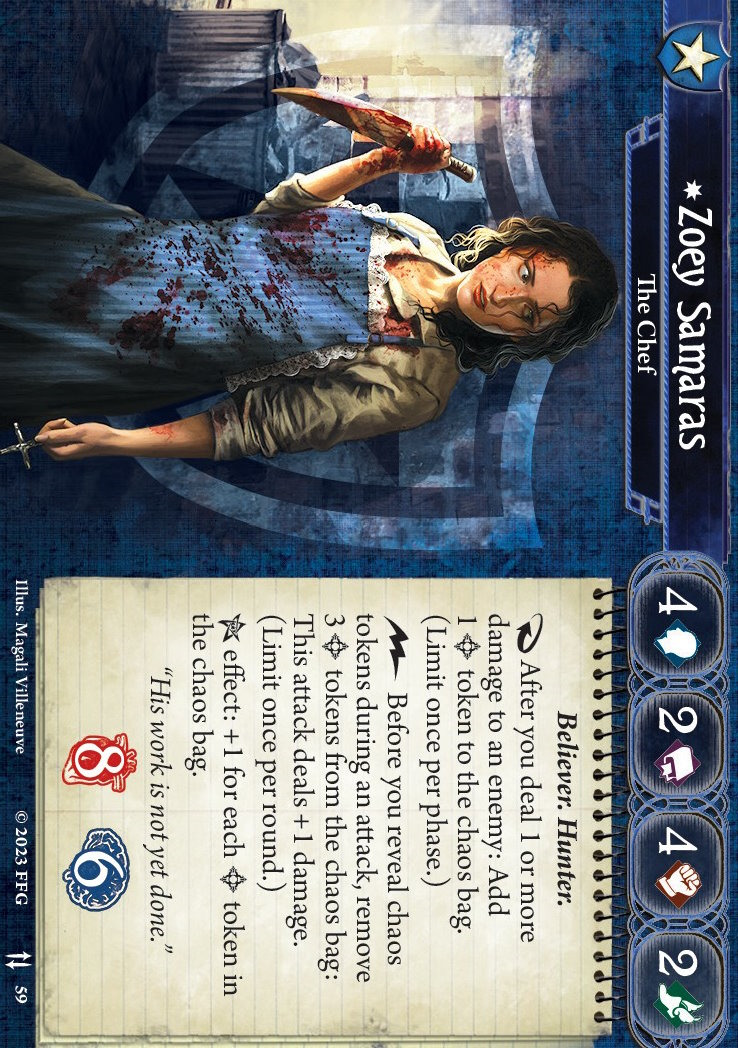 Zoey Samaras
The Chef
4 2 4 2
Believer. Hunter.
After you deal 1 or more
damage to an enemy: Add
1 token to the chaos bag.
(Limit once per phase.)
Before you reveal chaos
tokens during an attack, remove
3 tokens from the chaos bag:
This attack deals +1 damage.
(Limit once per round.)
effect: +1 for each token in
the chaos bag.
“His work is not yet done.”
8 6
Illus. Magali Villeneuve © 2023 FFG 59